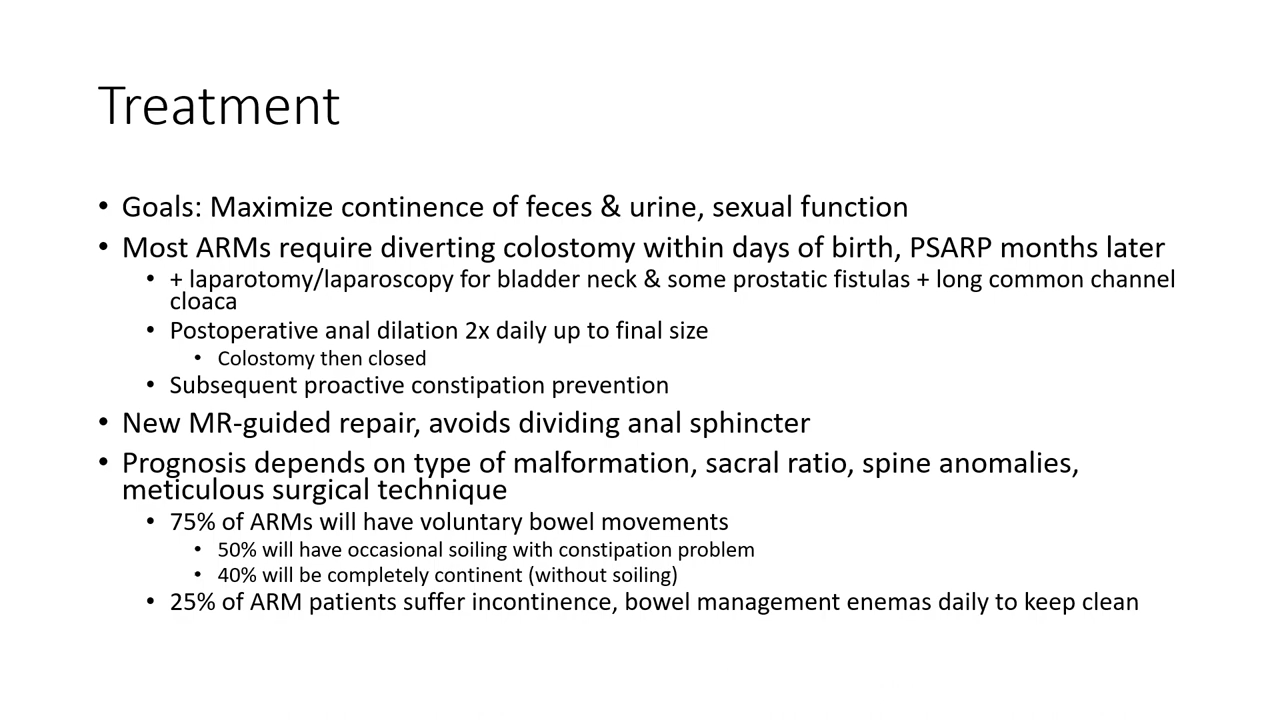 Treatment
• Goals: Maximize continence of feces & urine, sexual function
• Most ARMs require diverting colostomy within days of birth, PSARP months later
• + laparotomy/laparoscopy for bladder neck & some prostatic fistulas + long common channel
cloaca
• Postoperative anal dilation 2x daily up to final size
• Colostomy then closed
• Subsequent proactive constipation prevention
• New MR-guided repair, avoids dividing anal sphincter
• Prognosis depends on type of malformation, sacral ratio, spine anomalies,
meticulous surgical technique
• 75% of ARMs will have voluntary bowel movements
• 50% will have occasional soiling with constipation problem
• 40% will be completely continent (without soiling)
• 25% of ARM patients suffer incontinence, bowel management enemas daily to keep clean